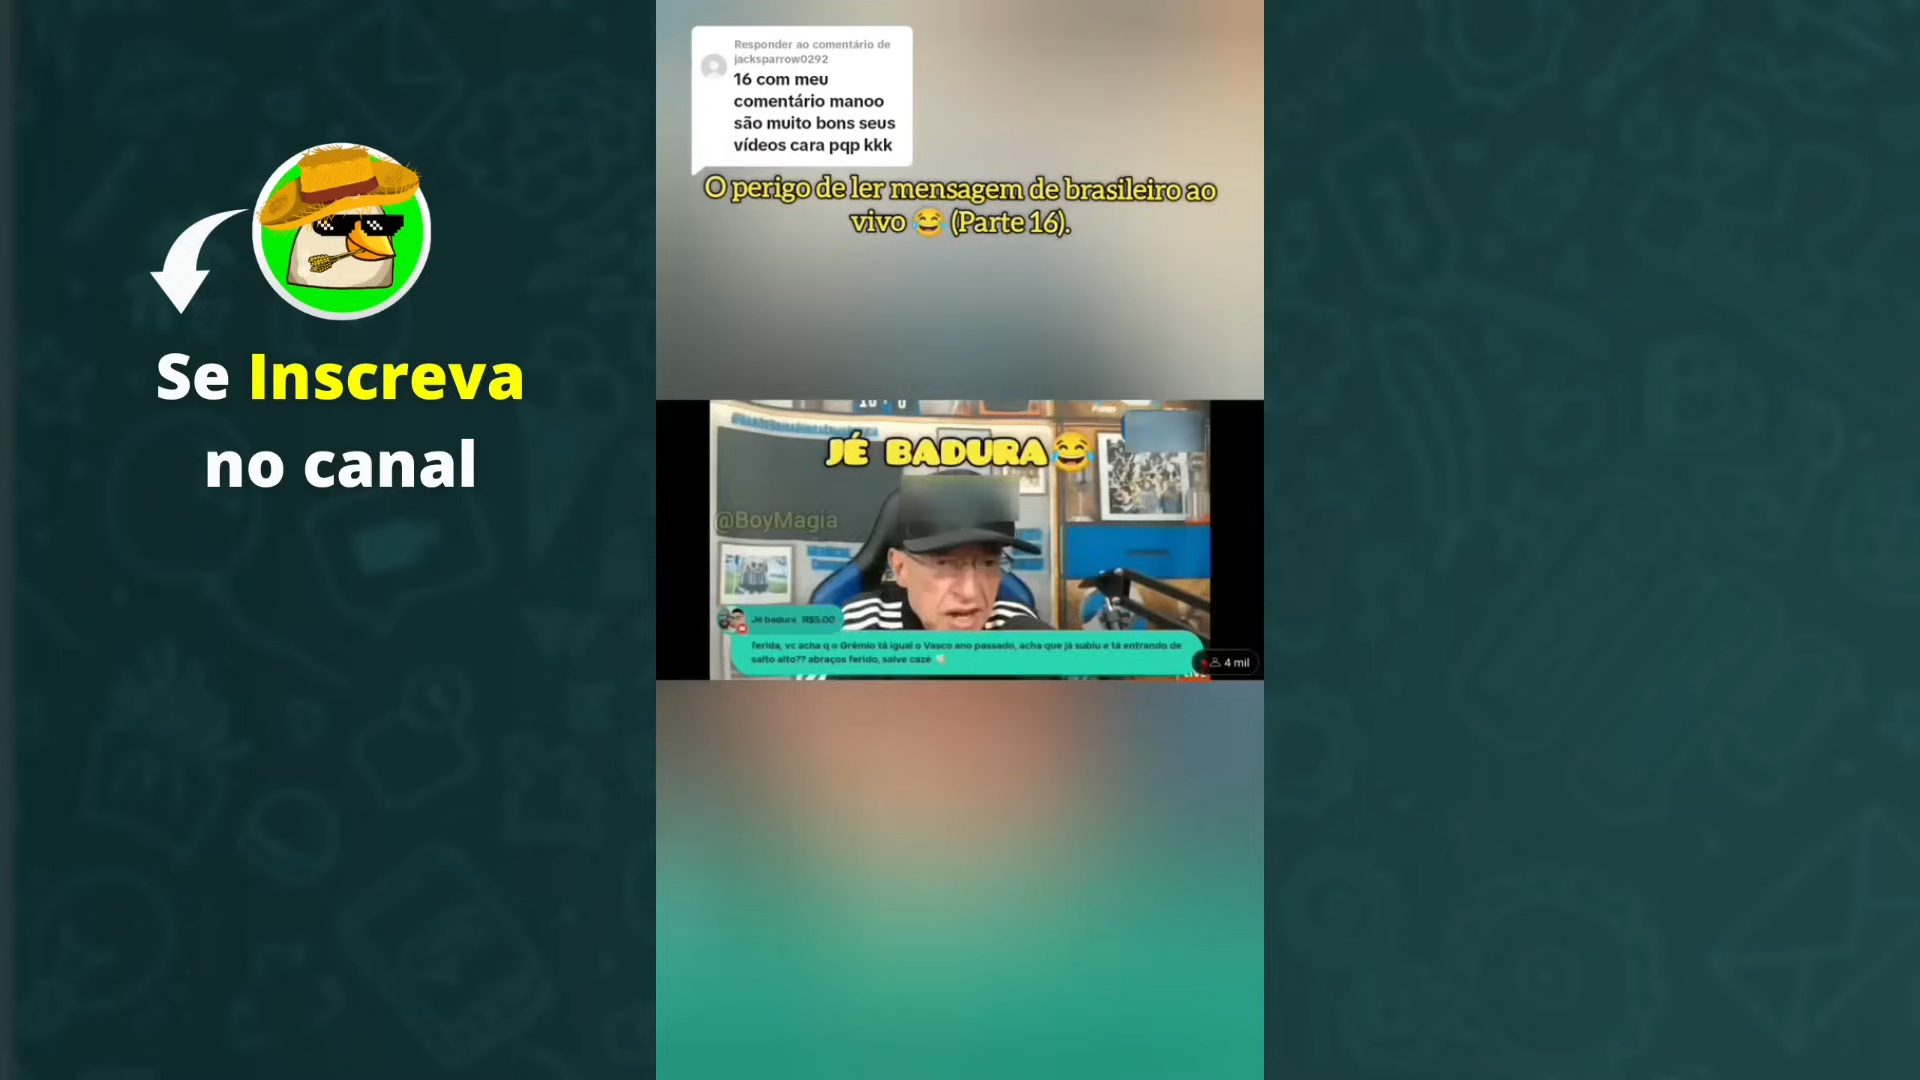 Se Inscreva
no canal
Responder ao comentário de
jacksparrow0292
16 com meu
comentário manoo
são muito bons seus
vídeos cara pqp kkk
O perigo de ler mensagem de brasileiro ao
vivo 😂 (Parte 16).
JÉ BADURA😂
@BoyMagia
Jé badura R$5,00
ferida, vc acha q o Grêmio tá igual o Vasco ano passado, acha que já subiu e tá entrando de
salto alto?? abraços ferido, salve cazé
4 mil